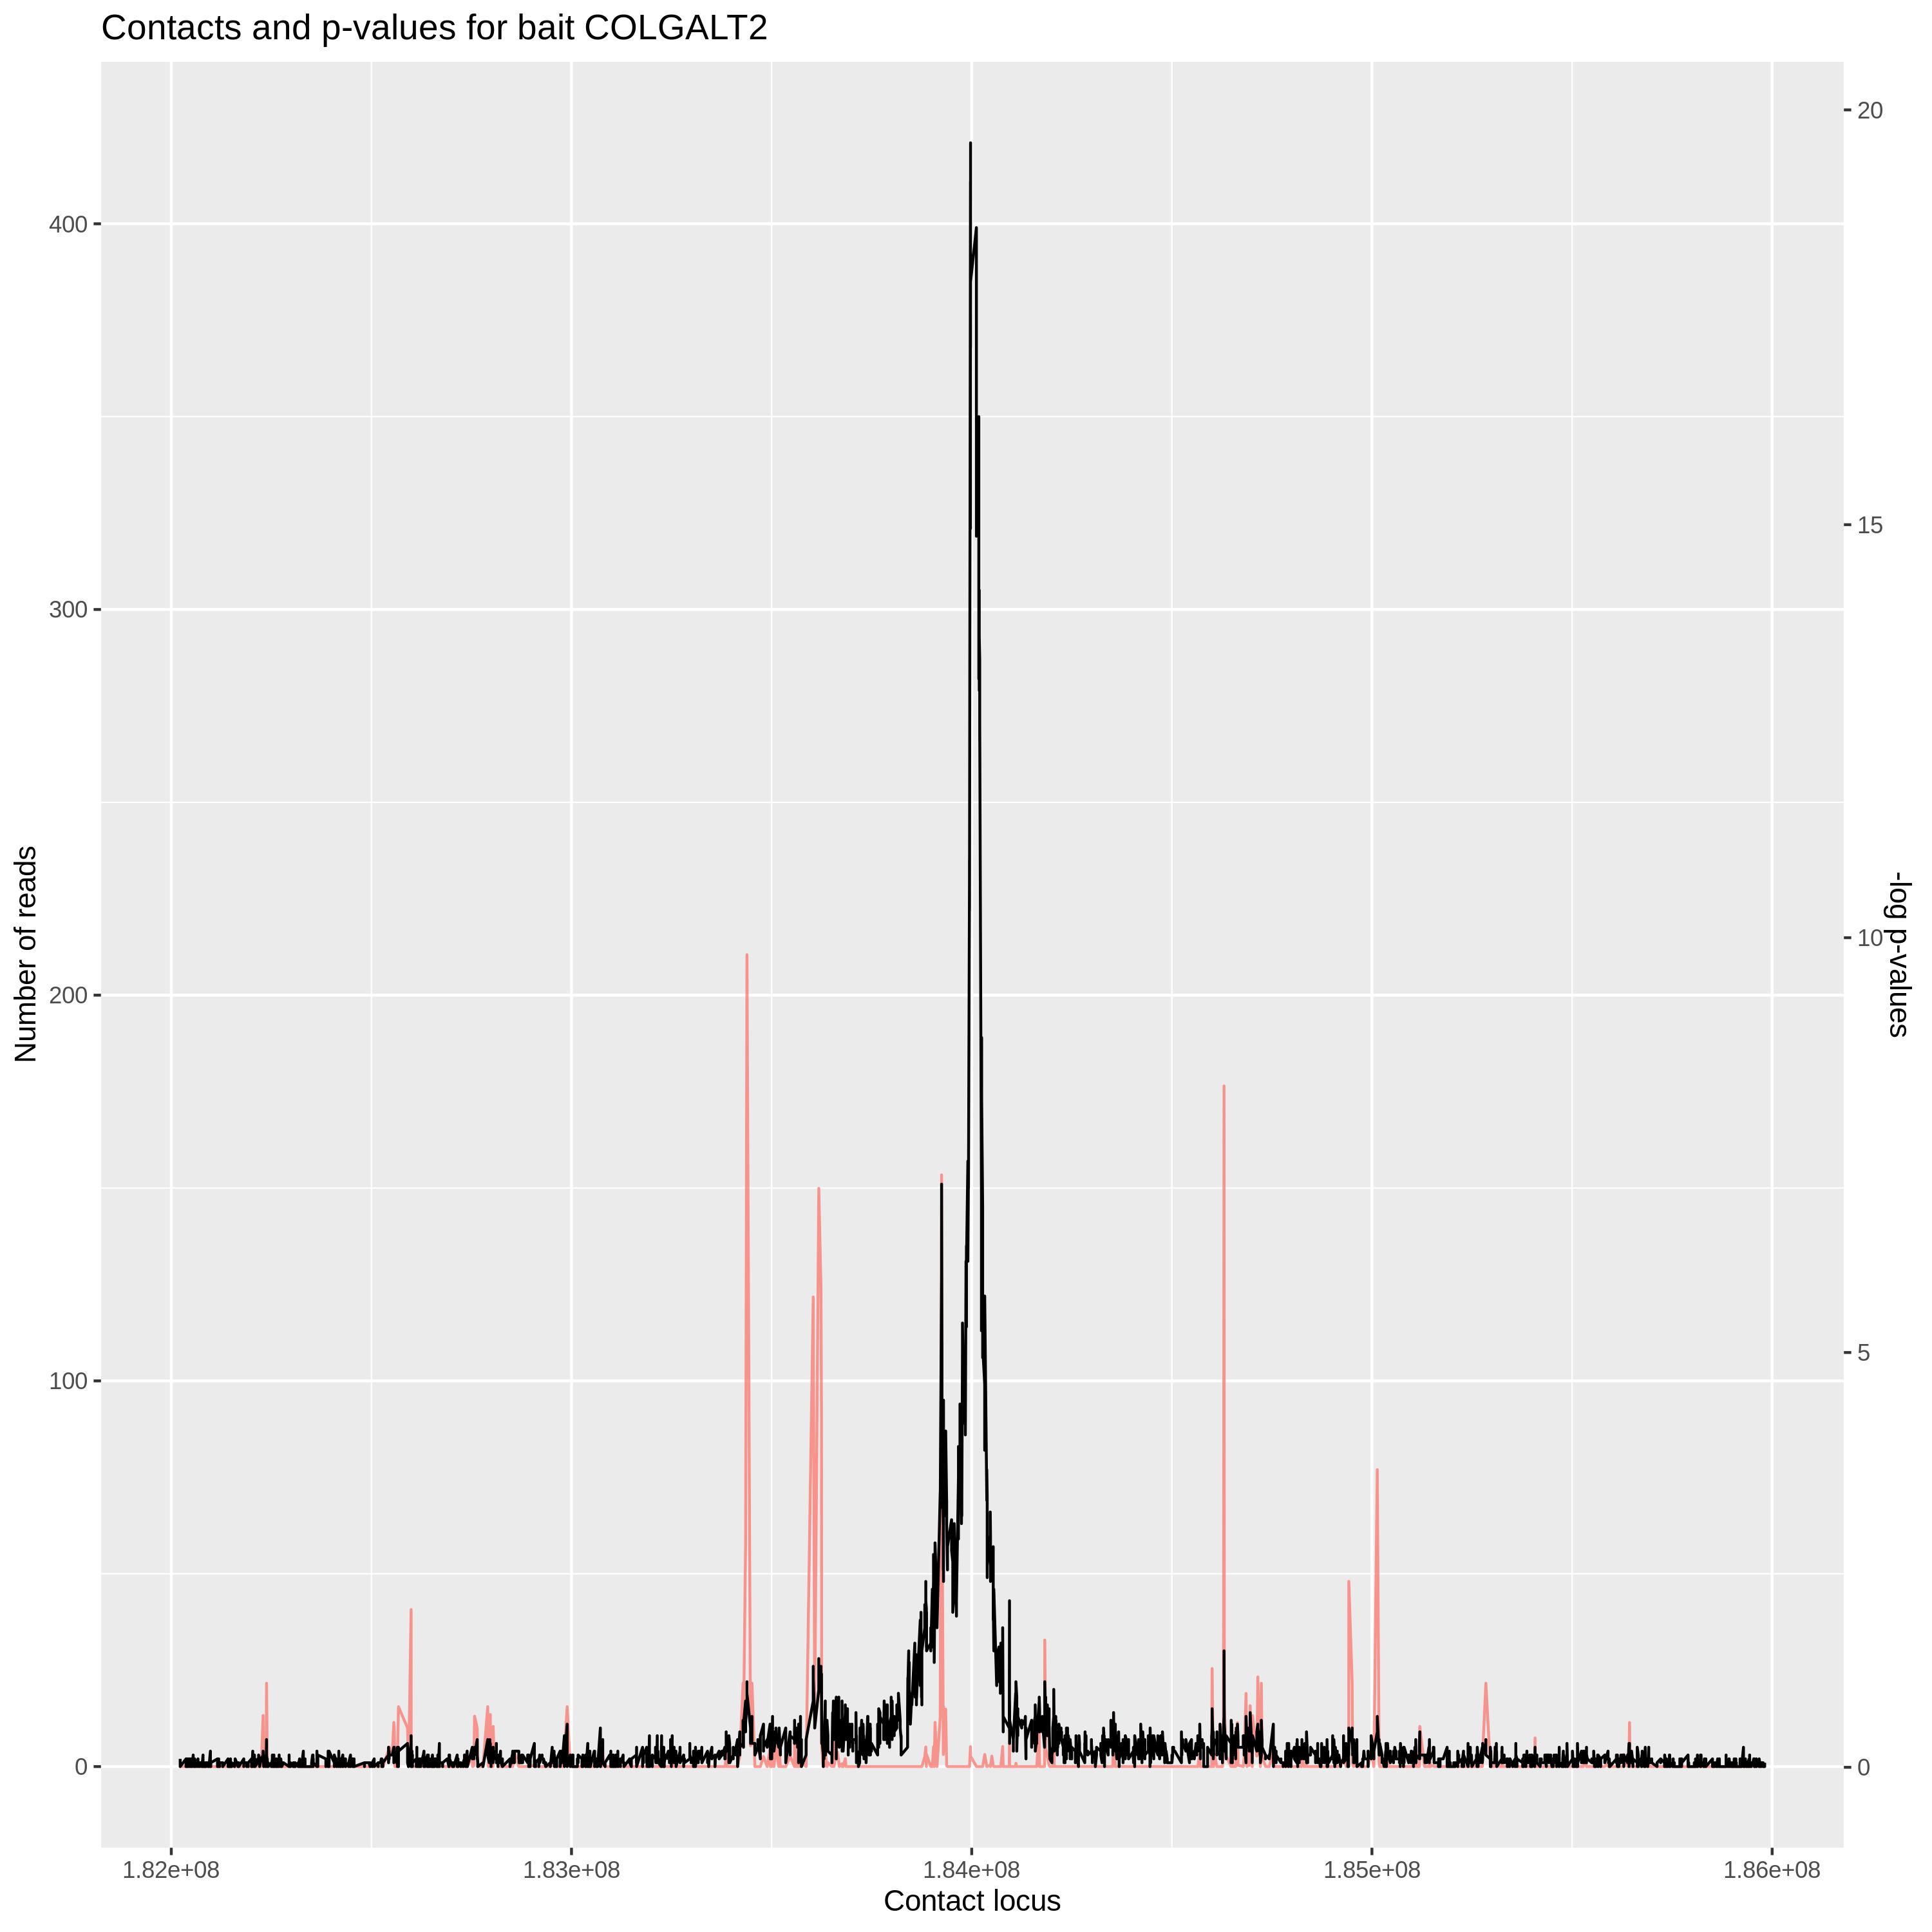 Contacts and p-values for bait COLGALT2
Number of reads
400
300
200
100
0
20
15
10
5
0
-log p-values
1.82e+08
1.83e+08
1.84e+08
1.85e+08
1.86e+08
Contact locus